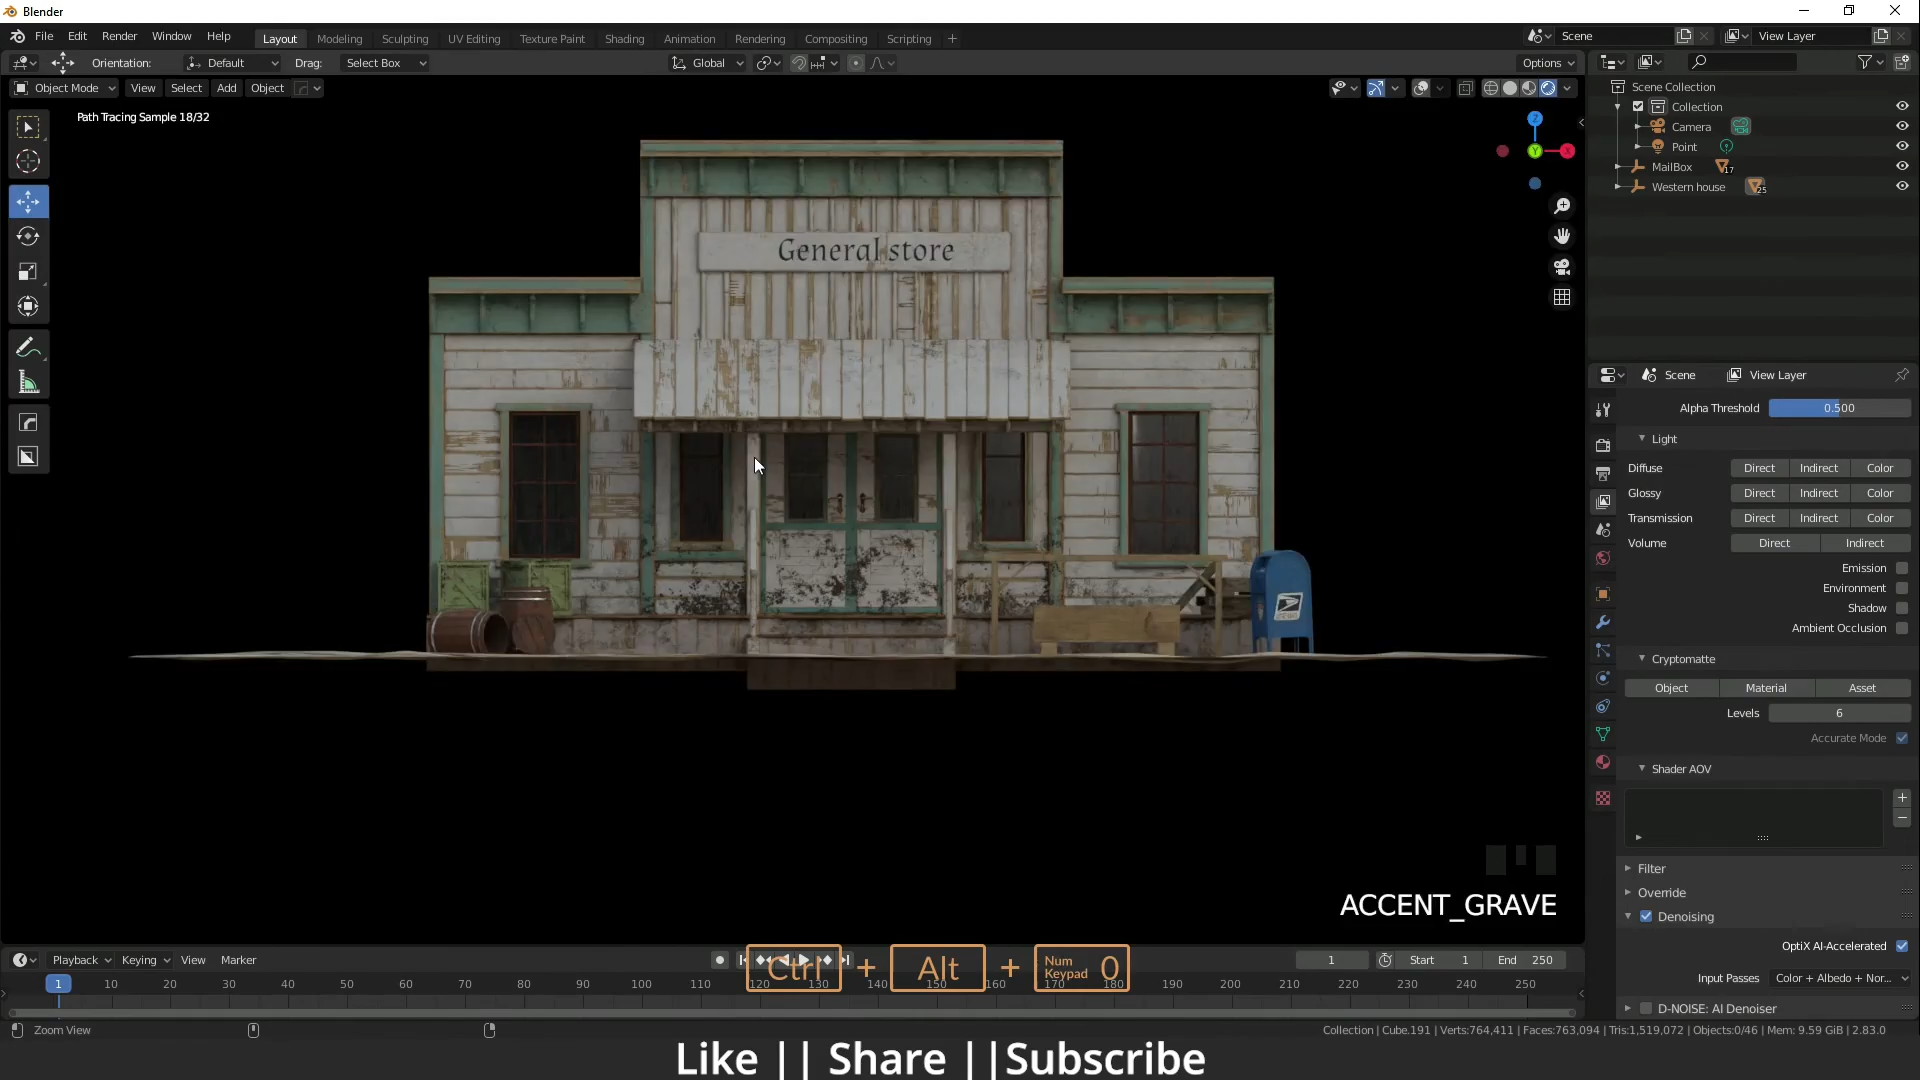 Blender
File Edit Render Window Help Layout Modeling Sculpting UV Editing Texture Paint Shading Animation Rendering Compositing Scripting Scene View Layer
Orientation: Default Drag: Select Box Global Options
Object Mode View Select Add Object
Path Tracing Sample 18/32
Z
Y
X
General store
Scene Collection
Collection
Camera
Point
MailBox 17
Western house 25
Scene View Layer
Alpha Threshold 0.500
Light
Diffuse Direct Indirect Color
Glossy Direct Indirect Color
Transmission Direct Indirect Color
Volume Direct Indirect
Emission
Environment
Shadow
Ambient Occlusion
Cryptomatte
Object Material Asset
Levels 6
Accurate Mode
Shader AOV
Filter
Override
Denoising
OptiX AI-Accelerated
Input Passes Color + Albedo + Nor...
D-NOISE: AI Denoiser
ACCENT_GRAVE
Playback Keying View Marker 1 Start 1 End 250
Ctrl + Alt + Num Keypad 0
1 10 20 30 40 50 60 70 80 90 100 110 120 130 140 150 160 170 180 190 200 210 220 230 240 250
Zoom View
Collection | Cube.191 | Verts:764,411 | Faces:763,094 | Tris:1,519,072 | Objects:0/46 | Mem: 9.59 GiB | 2.83.0
Like || Share ||Subscribe